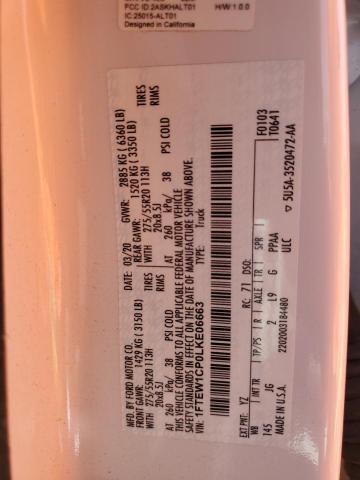 FCC ID:2ASKHALT01 H/W:1.0.0
IC:25015-ALT01
Designed in California
MFD. BY FORD MOTOR CO.
DATE: 03/20 GVWR: 2885 KG ( 6360 LB)
FRONT GAWR: 1429 KG ( 3150 LB) REAR GAWR: 1520 KG ( 3350 LB)
WITH 275/55R20 113H TIRES WITH 275/55R20 113H TIRES
20x8.5J RIMS 20x8.5J RIMS
AT 260 kPa/ 38 PSI COLD AT 260 kPa/ 38 PSI COLD
THIS VEHICLE CONFORMS TO ALL APPLICABLE FEDERAL MOTOR VEHICLE
SAFETY STANDARDS IN EFFECT ON THE DATE OF MANUFACTURE SHOWN ABOVE.
VIN: 1FTEW1CP0LKE06663
Truck
F0103
T0641
EXT PNT: YZ RC: 71 DSO:
WB INT TR TP/PS R AXLE TR SPR
145 JG 2 L9 G PPAA
22020003184480 ULC
MADE IN U.S.A.
5U5A-3520472-AA